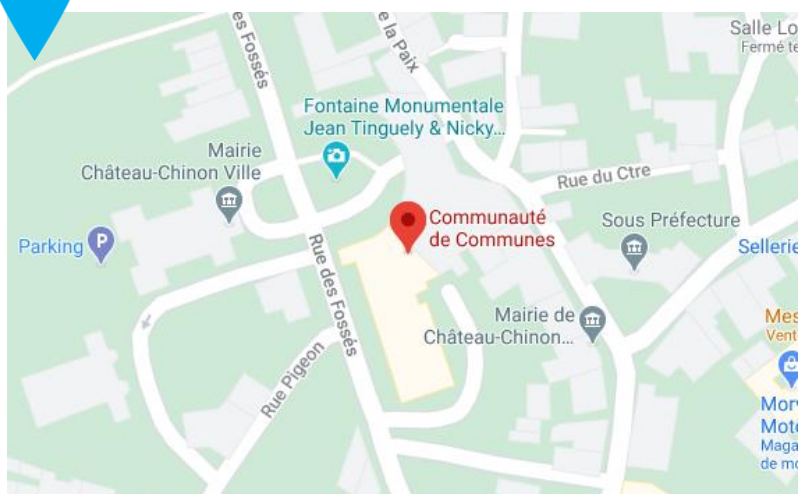 es Fossés
e la Paix
Salle Lo
Fermé te
Fontaine Monumentale
Jean Tinguely & Nicky...
Mairie
Château-Chinon Ville
Rue du Ctre
Communauté
de Communes
Sous Préfecture
Parking
P
Sellerie
Rue des Fossés
Mairie de
Château-Chinon...
Mes
Vent
Rue Pigeon
Morv
Moto
Maga
de mo